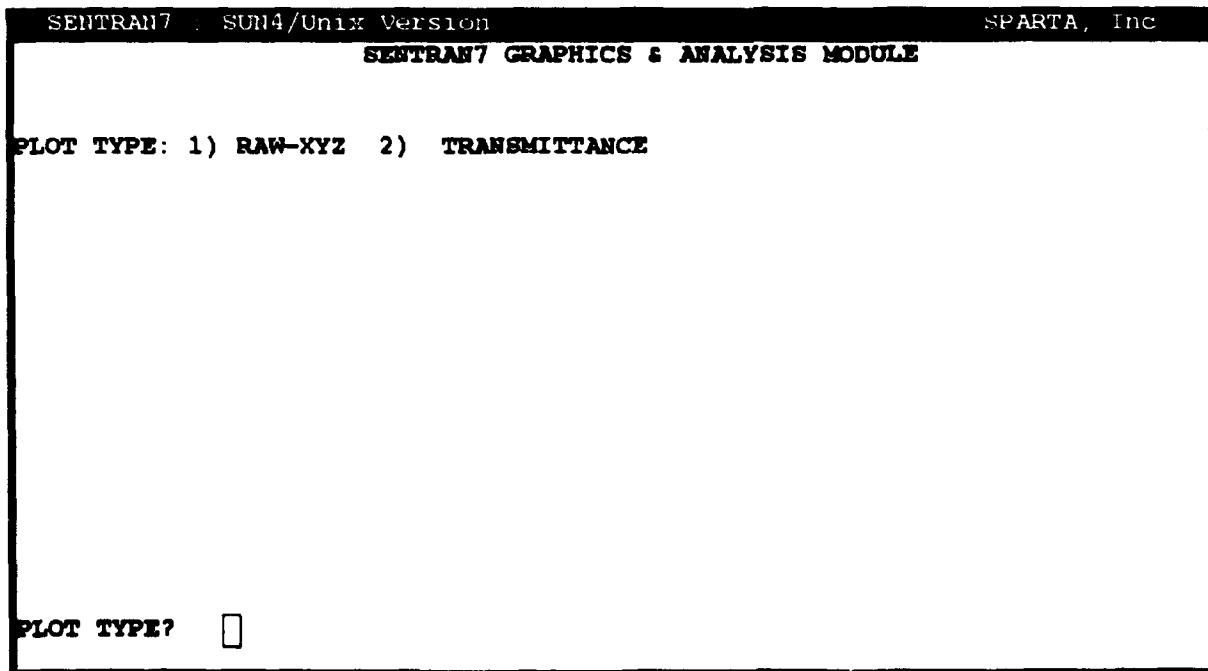 SENTRAN7 : SUN4/Unix Version SPARTA, Inc
SENTRAN7 GRAPHICS & ANALYSIS MODULE
PLOT TYPE: 1) RAW-XYZ 2) TRANSMITTANCE
PLOT TYPE?